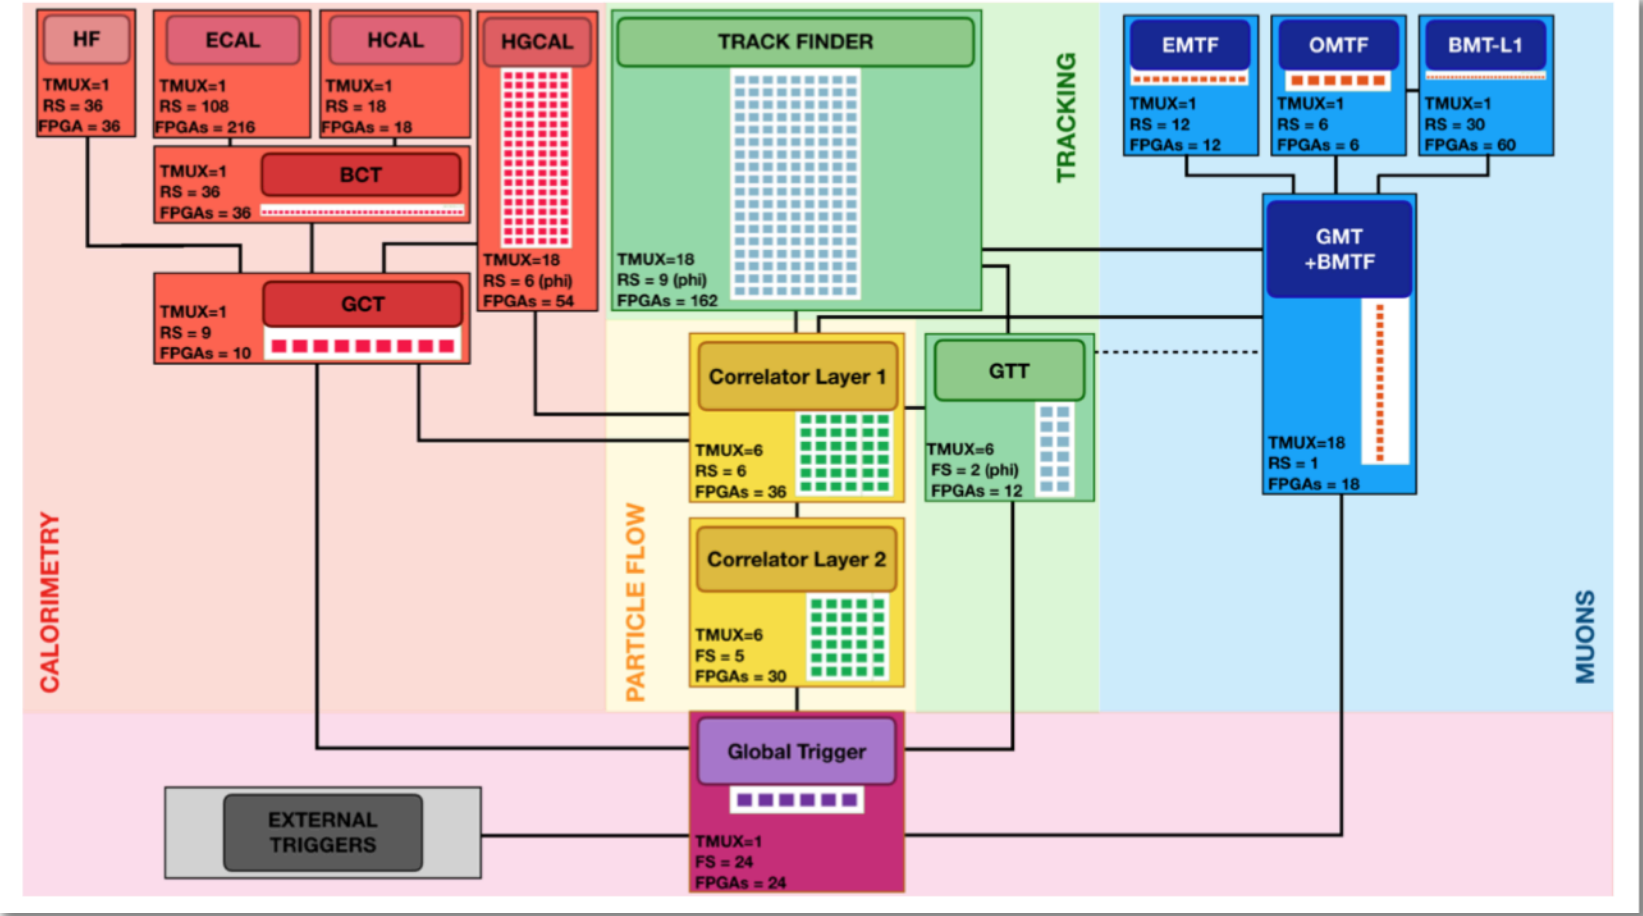 HF
TMUX=1
RS = 36
FPGA = 36
ECAL
TMUX=1
RS = 108
FPGAs = 216
HCAL
TMUX=1
RS = 18
FPGAs = 18
HGCAL
TMUX=18
RS = 6 (phi)
FPGAs = 54
BCT
TMUX=1
RS = 36
FPGAs = 36
GCT
TMUX=1
RS = 9
FPGAs = 10
CALORIMETRY
TRACK FINDER
TMUX=18
RS = 9 (phi)
FPGAs = 162
TRACKING
GTT
TMUX=6
FS = 2 (phi)
FPGAs = 12
Correlator Layer 1
TMUX=6
RS = 6
FPGAs = 36
Correlator Layer 2
TMUX=6
FS = 5
FPGAs = 30
PARTICLE FLOW
EMTF
TMUX=1
RS = 12
FPGAs = 12
OMTF
TMUX=1
RS = 6
FPGAs = 6
BMT-L1
TMUX=1
RS = 30
FPGAs = 60
GMT
+BMTF
TMUX=18
RS = 1
FPGAs = 18
MUONS
Global Trigger
TMUX=1
FS = 24
FPGAs = 24
EXTERNAL
TRIGGERS